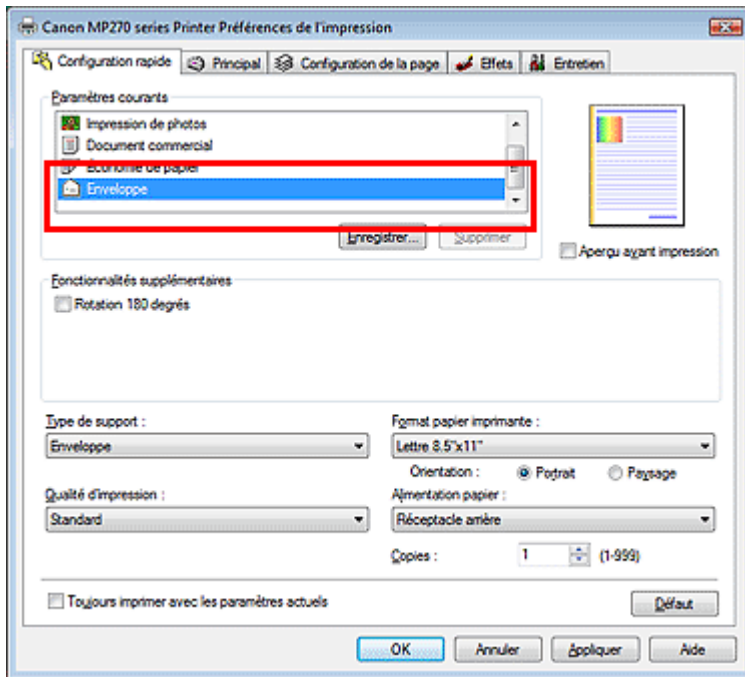 Canon MP270 series Printer Préférences de l'impression
Configuration rapide Principal Configuration de la page Effets Entretien
Paramètres courants
Impression de photos
Document commercial
Économie de papier
Enveloppe
Enregistrer... Supprimer
Aperçu avant impression
Fonctionnalités supplémentaires
Rotation 180 degrés
Type de support :
Enveloppe
Format papier imprimante :
Lettre 8.5"x11"
Orientation : Portrait Paysage
Qualité d'impression :
Standard
Alimentation papier :
Réceptacle arrière
Copies : 1 (1-999)
Toujours imprimer avec les paramètres actuels
Défaut
OK Annuler Appliquer Aide